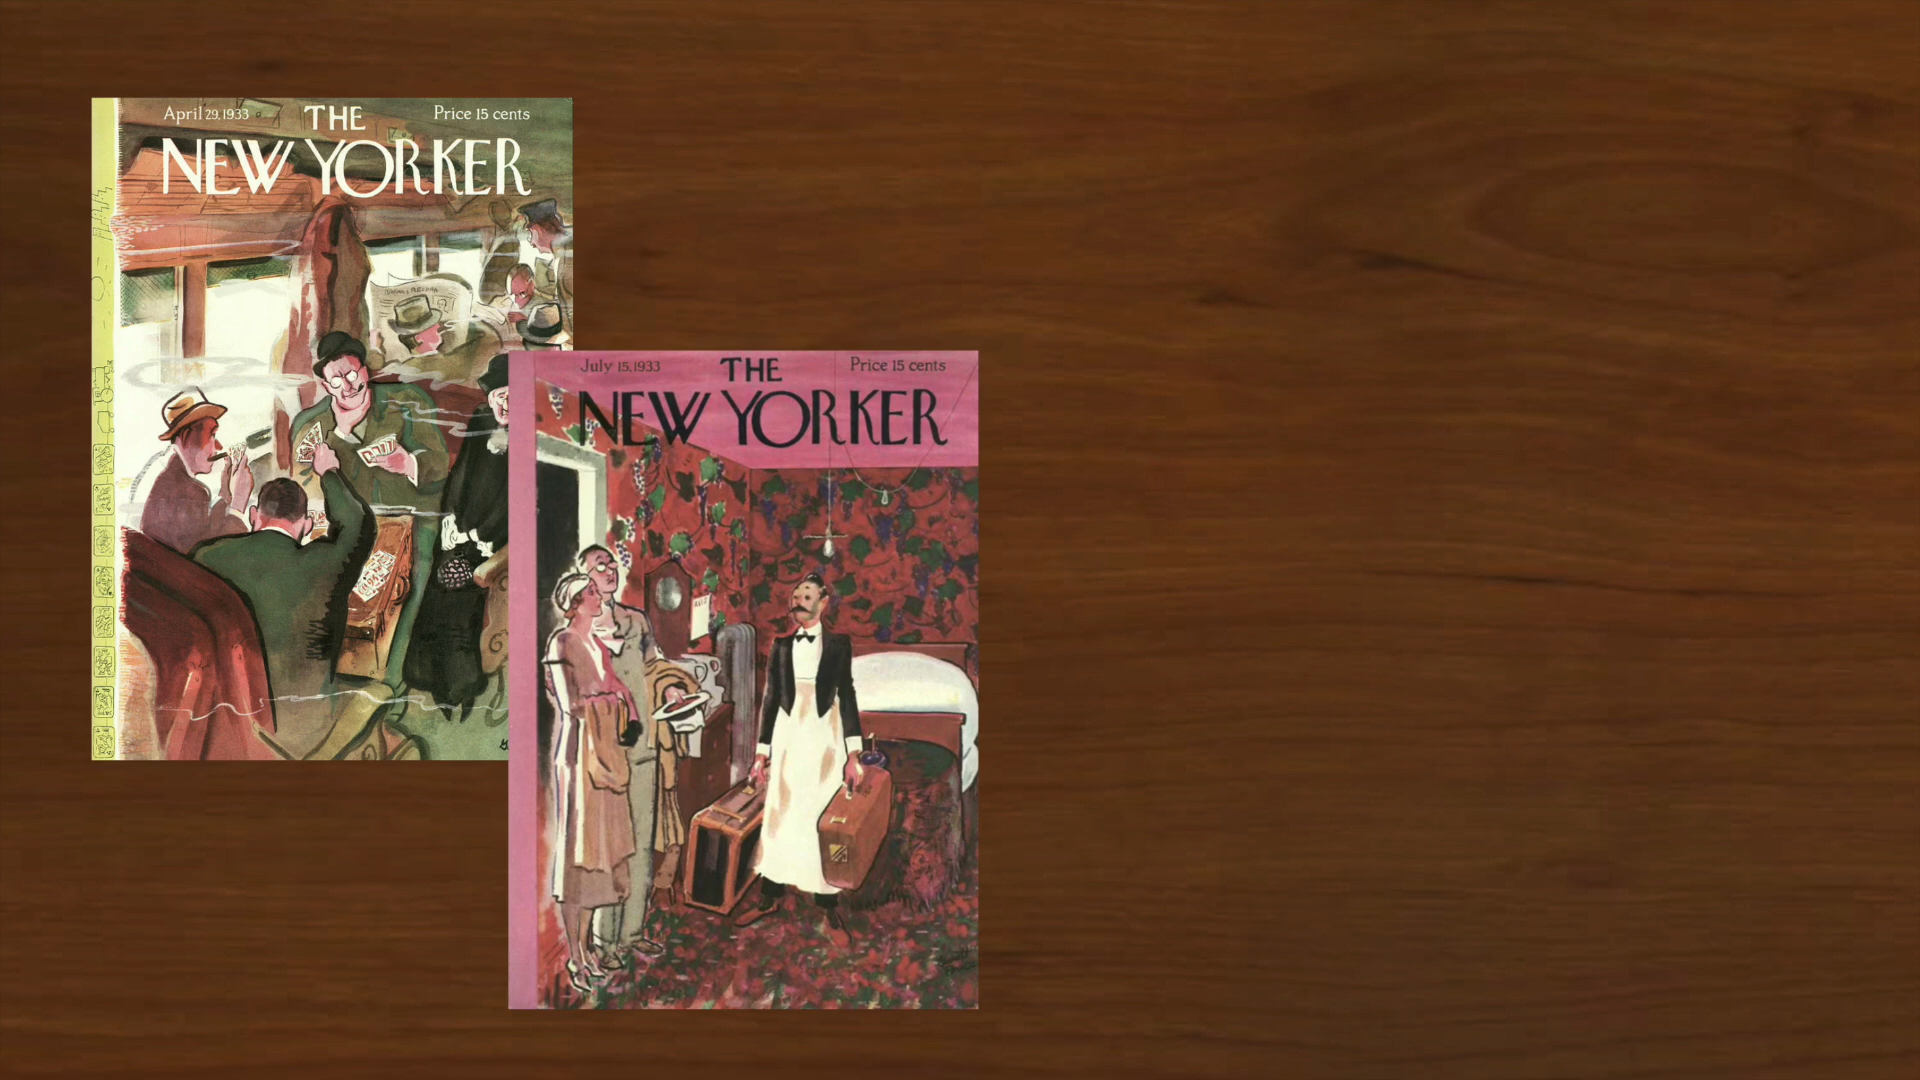 April 29, 1933
THE
Price 15 cents
NEW YORKER
July 15, 1933
THE
Price 15 cents
NEW YORKER